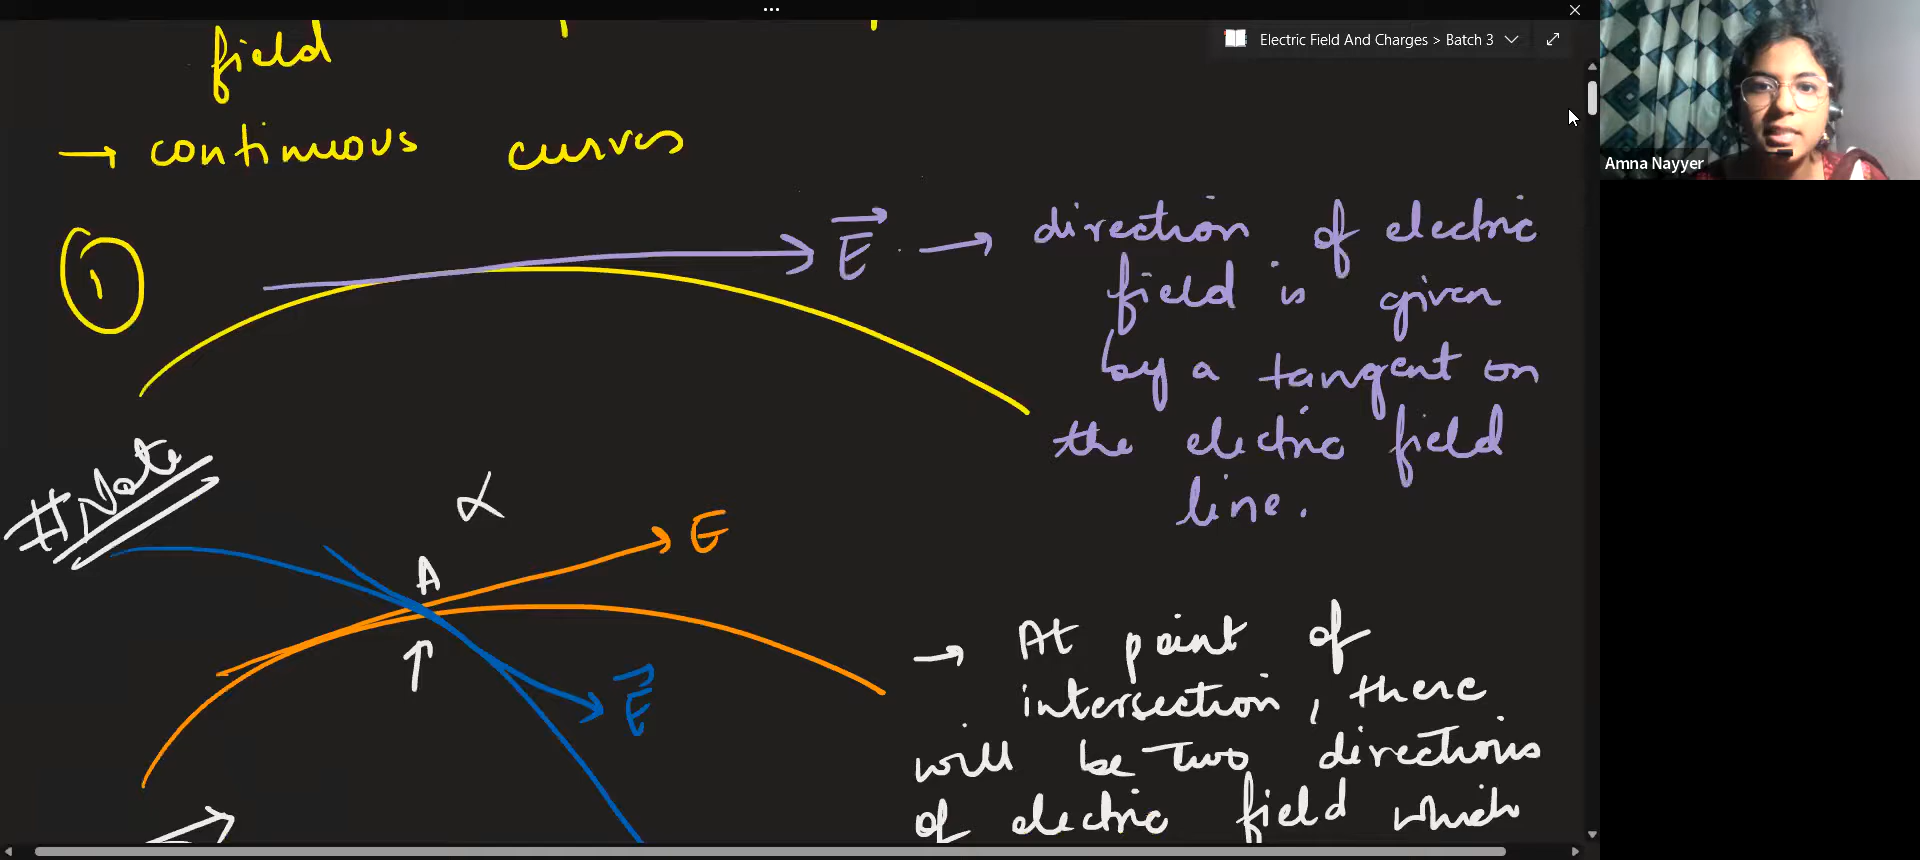 ...
Electric Field And Charges > Batch 3
Amna Nayyer
field
→ continuous curves
1
E → direction of electric
field is given
by a tangent on
the electric field
line.
#Note
A
E
E
→ At point of
intersection, there
will be two directions
of electric field which